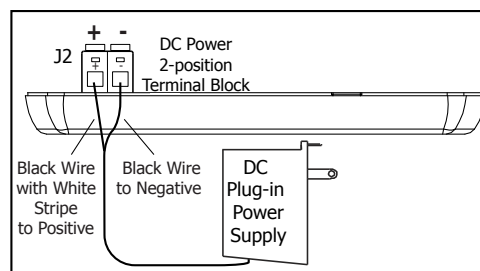 + -
J2
DC Power
2-position
Terminal Block
+ -
Black Wire
with White
Stripe
to Positive
Black Wire
to Negative
DC
Plug-in
Power
Supply